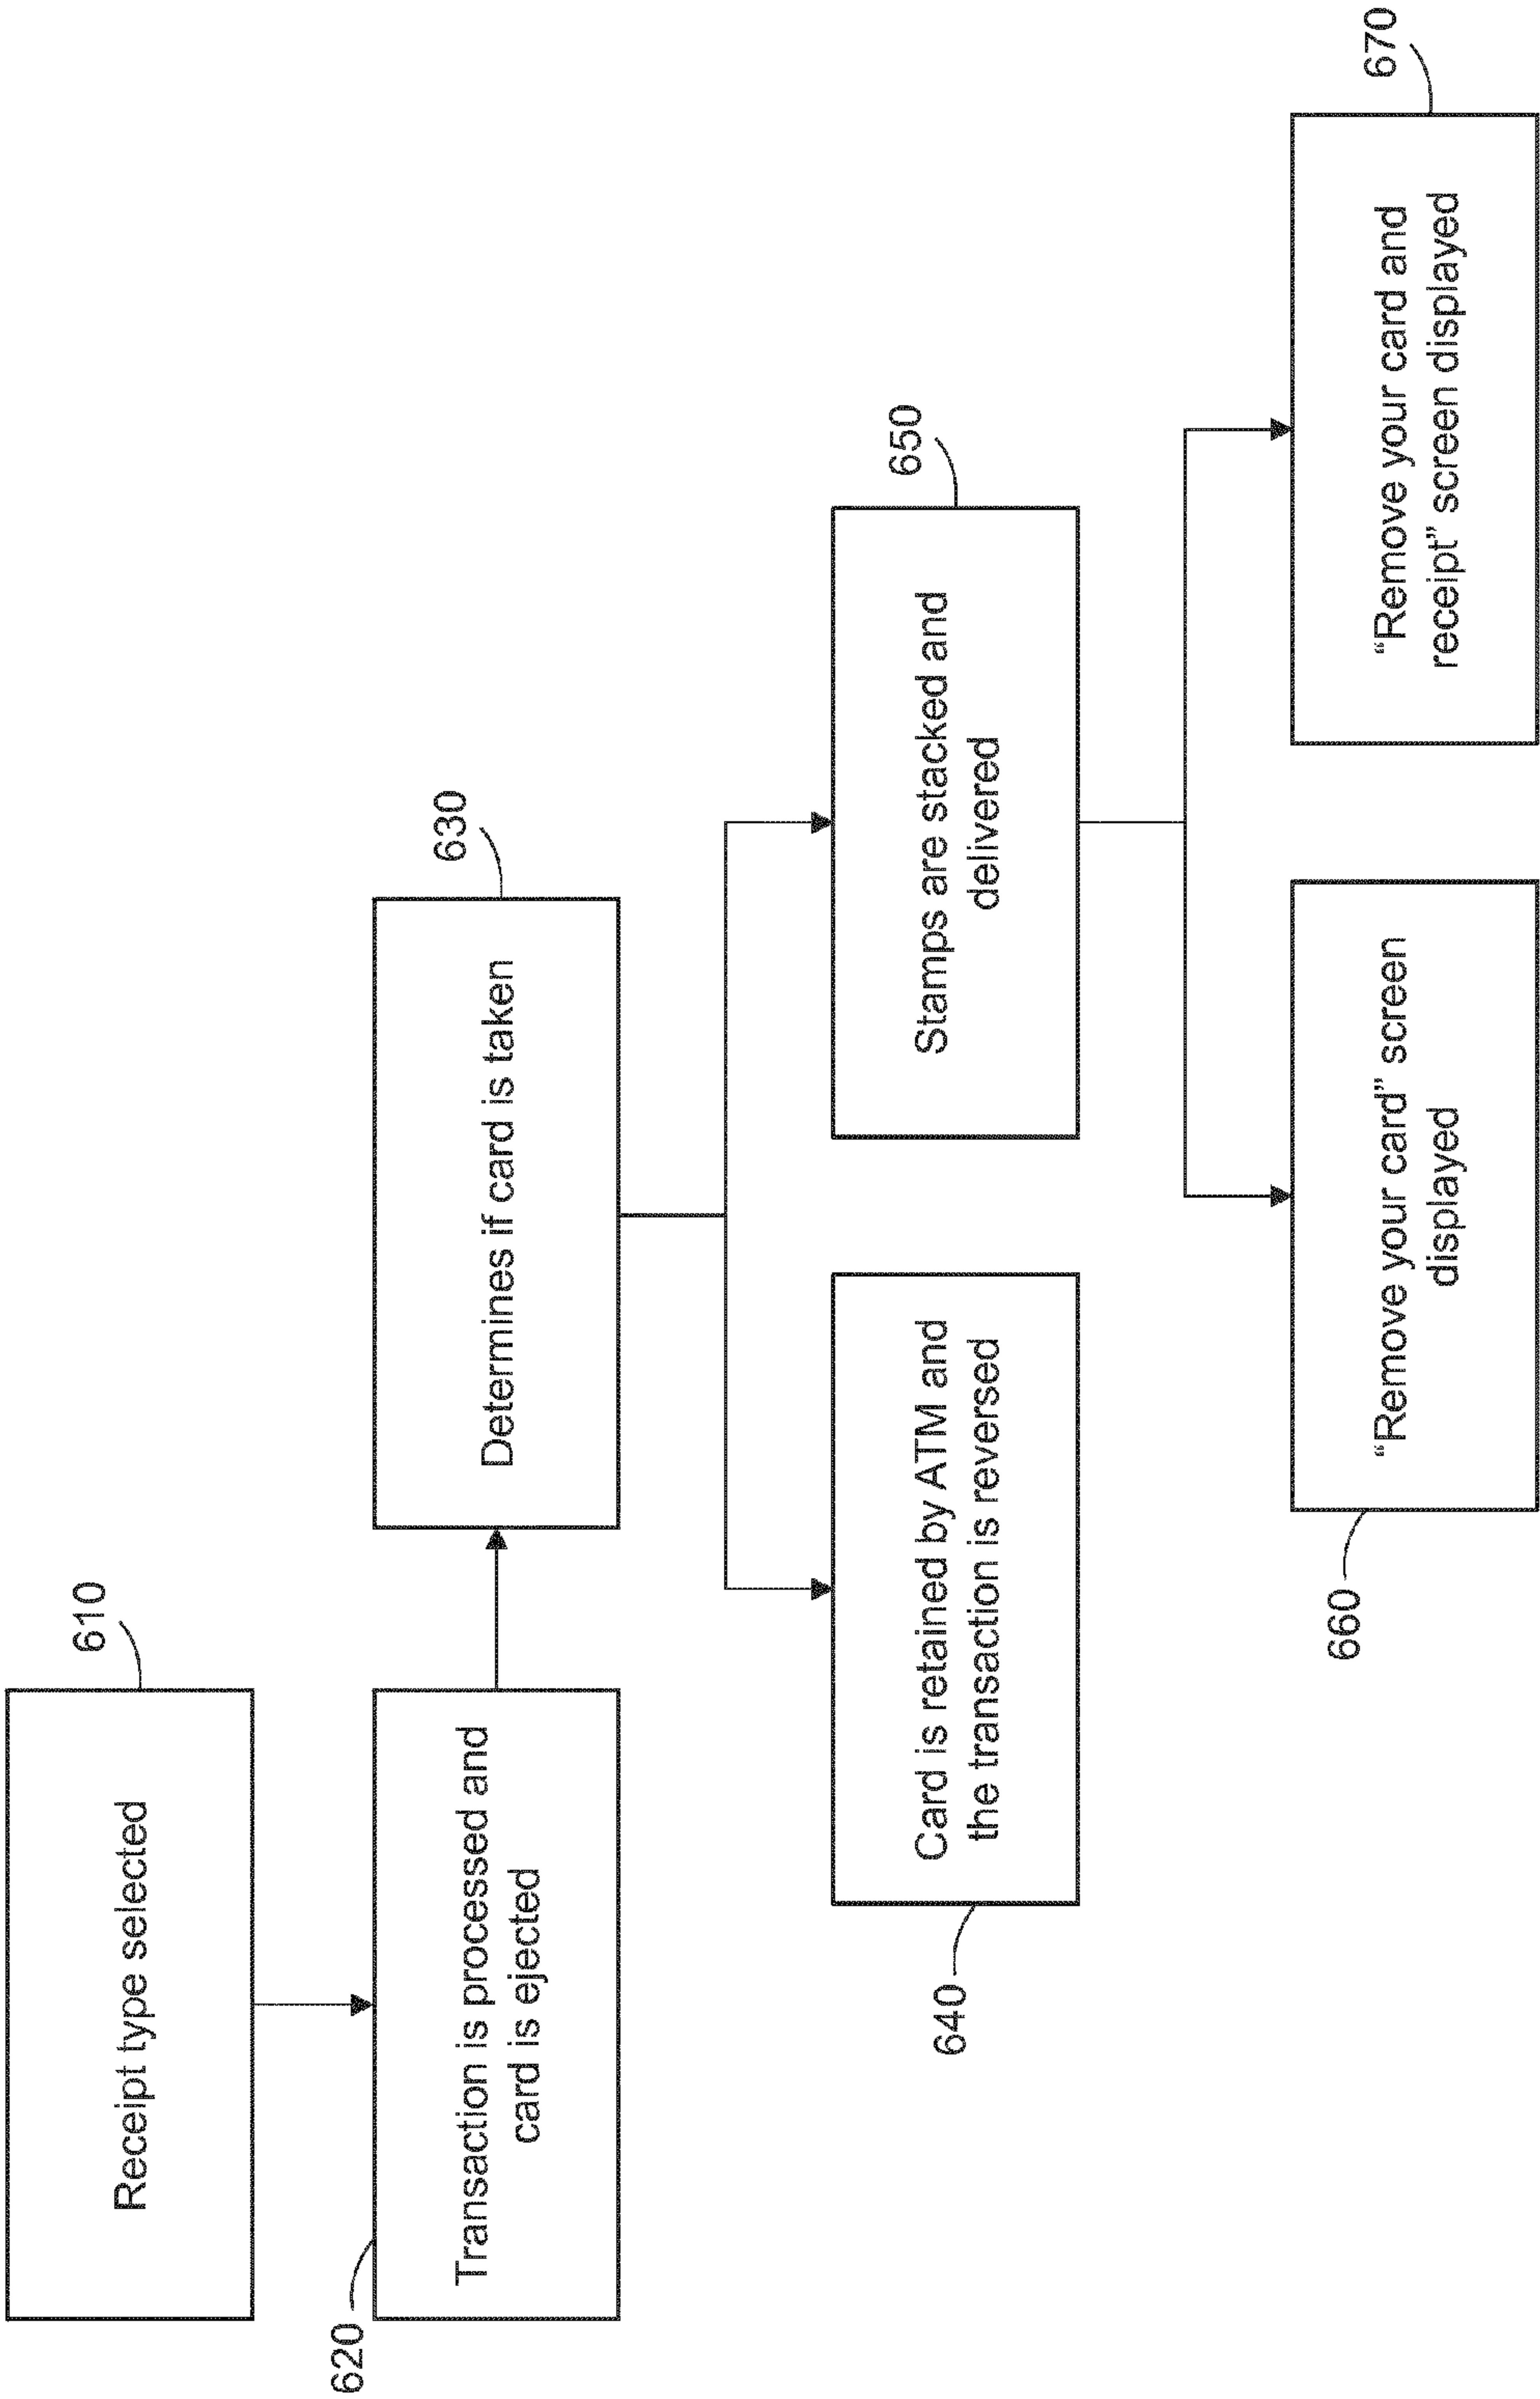 610
Receipt type selected
620
Transaction is processed and
card is ejected
630
Determines if card is taken
640
Card is retained by ATM and
the transaction is reversed
650
Stamps are stacked and
delivered
660
“Remove your card” screen
displayed
670
“Remove your card and
receipt” screen displayed